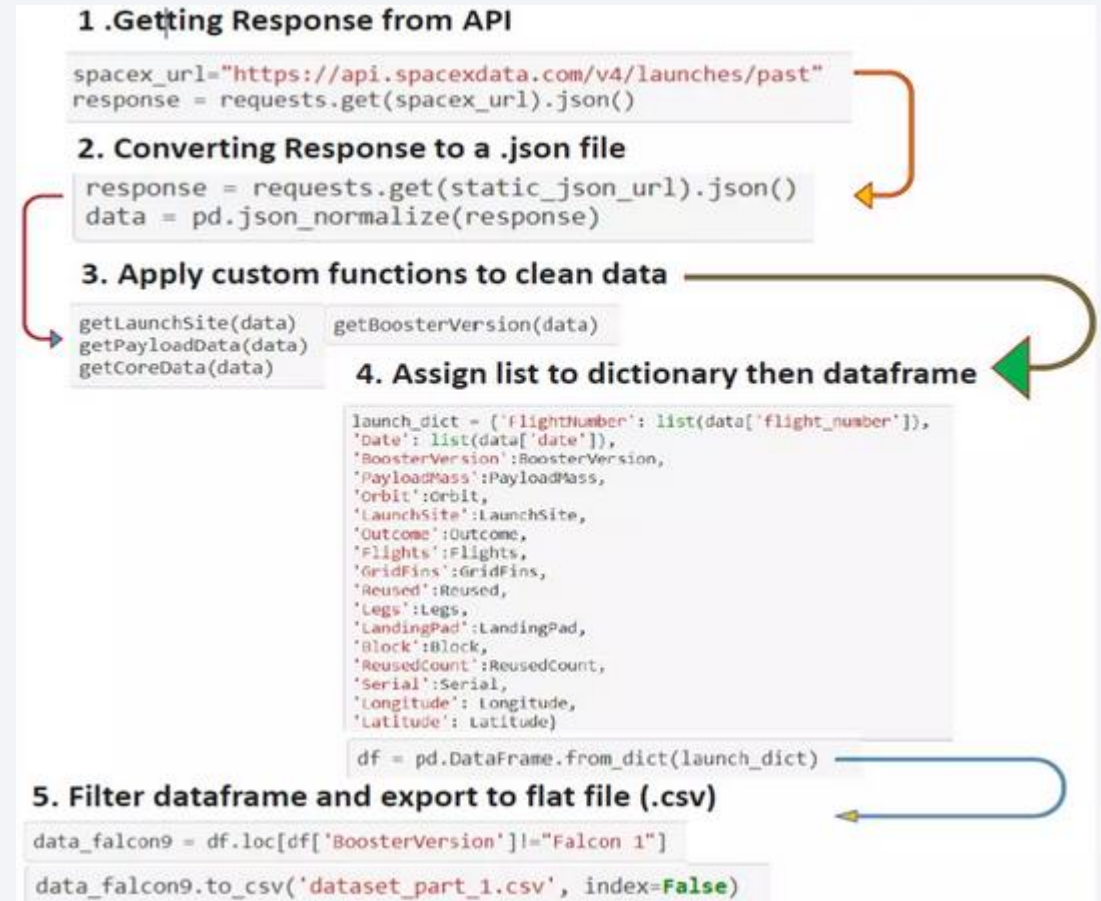 1 .Getting Response from API
spacex_url="https://api.spacexdata.com/v4/launches/past"
response = requests.get(spacex_url).json()
2. Converting Response to a .json file
response = requests.get(static_json_url).json()
data = pd.json_normalize(response)
3. Apply custom functions to clean data
getLaunchSite(data) getBoosterVersion(data)
getPayloadData(data)
getCoreData(data)
4. Assign list to dictionary then dataframe
launch_dict = {'FlightNumber': list(data['flight_number']),
'Date': list(data['date']),
'BoosterVersion':BoosterVersion,
'PayloadMass':PayloadMass,
'Orbit':Orbit,
'LaunchSite':LaunchSite,
'Outcome':Outcome,
'Flights':Flights,
'GridFins':GridFins,
'Reused':Reused,
'Legs':Legs,
'LandingPad':LandingPad,
'Block':Block,
'ReusedCount':ReusedCount,
'Serial':Serial,
'Longitude': Longitude,
'Latitude': Latitude}
df = pd.DataFrame.from_dict(launch_dict)
5. Filter dataframe and export to flat file (.csv)
data_falcon9 = df.loc[df['BoosterVersion']!="Falcon 1"]
data_falcon9.to_csv('dataset_part_1.csv', index=False)